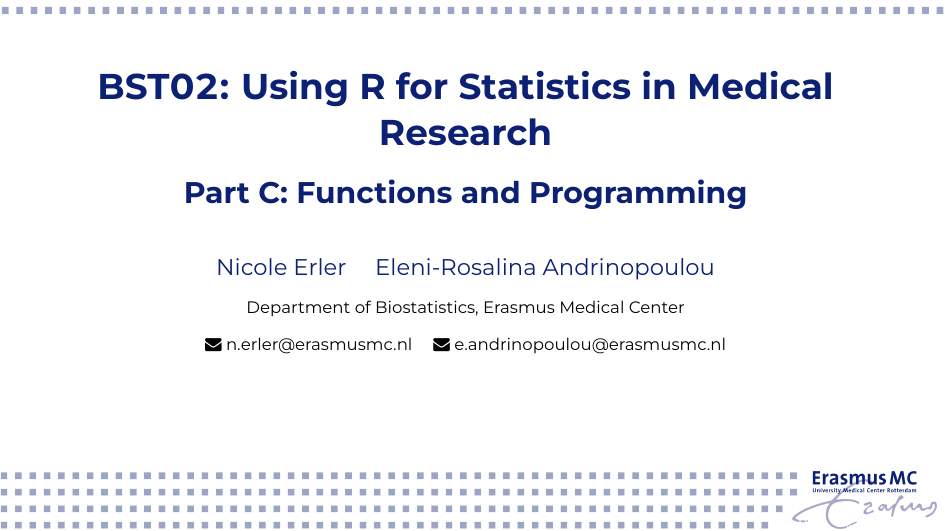 BST02: Using R for Statistics in Medical
Research
Part C: Functions and Programming
Nicole Erler Eleni-Rosalina Andrinopoulou
Department of Biostatistics, Erasmus Medical Center
n.erler@erasmusmc.nl e.andrinopoulou@erasmusmc.nl
Erasmus MC
University Medical Center Rotterdam
Erasmus